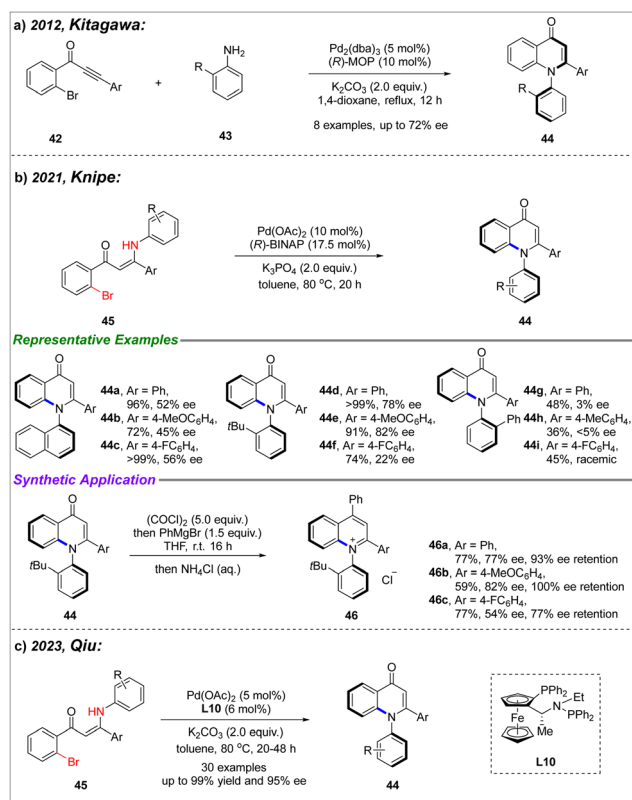 a) 2012, Kitagawa:
O
Br
Ar
42
+
NH2
R
43
Pd2(dba)3 (5 mol%)
(R)-MOP (10 mol%)
K2CO3 (2.0 equiv.)
1,4-dioxane, reflux, 12 h
8 examples, up to 72% ee
O
N
Ar
R
44
b) 2021, Knipe:
R
O
HN
Ar
Br
45
Pd(OAc)2 (10 mol%)
(R)-BINAP (17.5 mol%)
K3PO4 (2.0 equiv.)
toluene, 80 °C, 20 h
O
N
Ar
R
44
Representative Examples
O
N
Ar
44a, Ar = Ph,
96%, 52% ee
44b, Ar = 4-MeOC6H4,
72%, 45% ee
44c, Ar = 4-FC6H4,
>99%, 56% ee
O
N
Ar
tBu
44d, Ar = Ph,
>99%, 78% ee
44e, Ar = 4-MeOC6H4,
91%, 82% ee
44f, Ar = 4-FC6H4,
74%, 22% ee
O
N
Ar
Ph
44g, Ar = Ph,
48%, 3% ee
44h, Ar = 4-MeC6H4,
36%, <5% ee
44i, Ar = 4-FC6H4,
45%, racemic
Synthetic Application
O
N
Ar
tBu
44
(COCl)2 (5.0 equiv.)
then PhMgBr (1.5 equiv.)
THF, r.t. 16 h
then NH4Cl (aq.)
Ph
N
+
Ar
tBu
Cl−
46
46a, Ar = Ph,
77%, 77% ee, 93% ee retention
46b, Ar = 4-MeOC6H4,
59%, 82% ee, 100% ee retention
46c, Ar = 4-FC6H4,
77%, 54% ee, 77% ee retention
c) 2023, Qiu:
R
O
HN
Ar
Br
45
Pd(OAc)2 (5 mol%)
L10 (6 mol%)
K2CO3 (2.0 equiv.)
toluene, 80 °C, 20-48 h
30 examples
up to 99% yield and 95% ee
O
N
Ar
R
44
PPh2
Et
N
Fe
PPh2
Me
L10